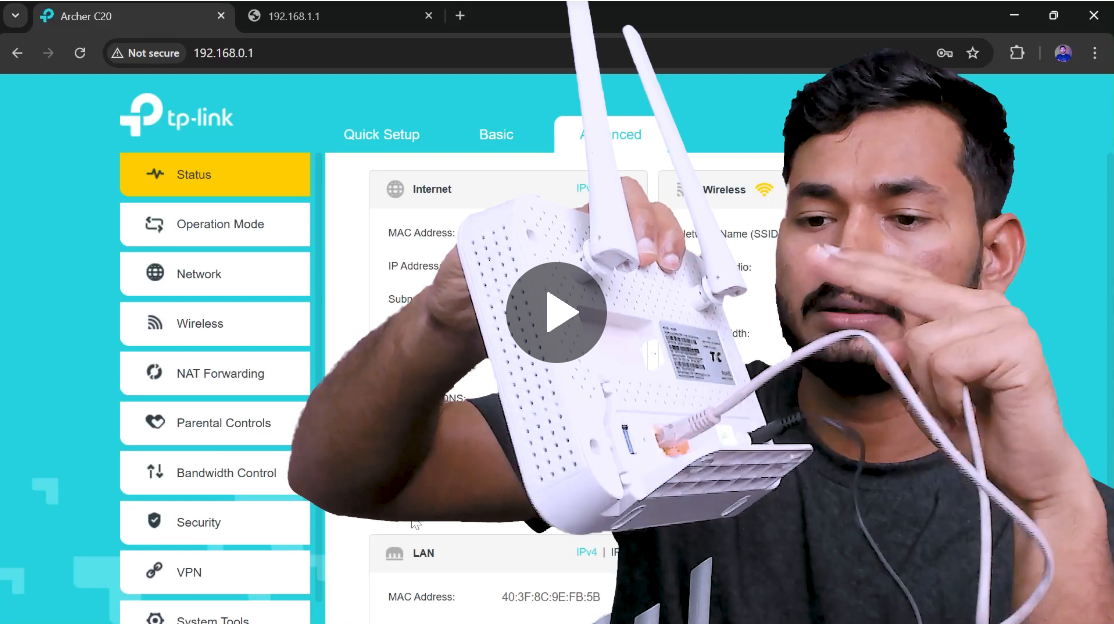 Archer C20
192.168.1.1
Not secure
192.168.0.1
tp-link
Quick Setup
Basic
Status
Internet
Wireless
MAC Address:
IP Address
Operation Mode
Network
Wireless
NAT Forwarding
Parental Controls
Bandwidth Control
Security
VPN
System Tools
LAN
IPv4 |
MAC Address: 40:3F:8C:9E:FB:5B